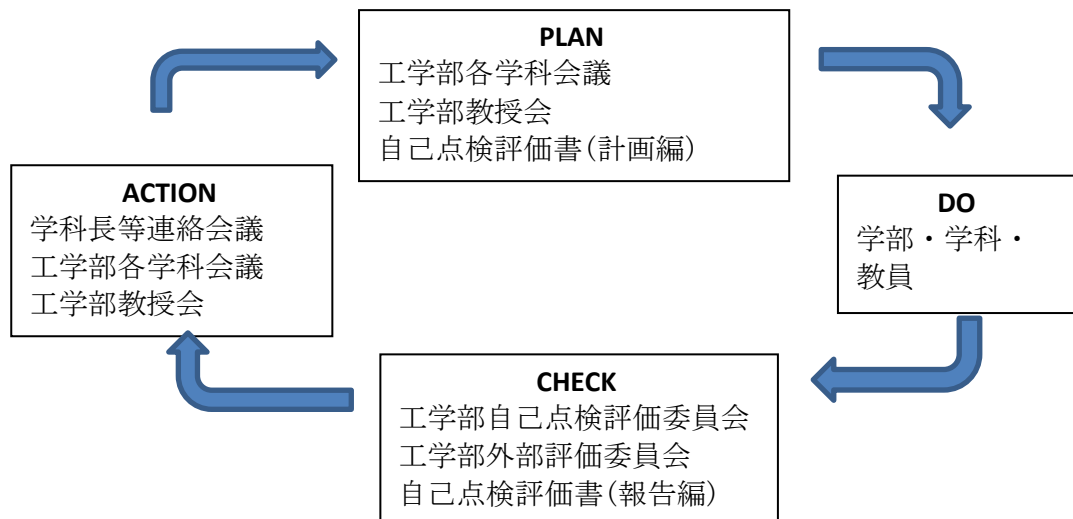 PLAN
工学部各学科会議
工学部教授会
自己点検評価書(計画編)
ACTION
学科長等連絡会議
工学部各学科会議
工学部教授会
DO
学部・学科・
教員
CHECK
工学部自己点検評価委員会
工学部外部評価委員会
自己点検評価書(報告編)